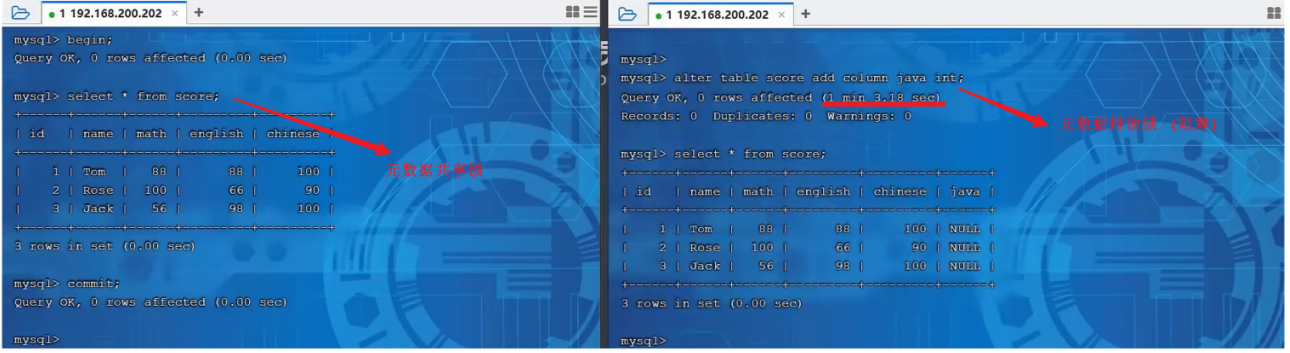 1 192.168.200.202 × +
mysql> begin;
Query OK, 0 rows affected (0.00 sec)
mysql> select * from score;
+------+------+------+---------+---------+
| id | name | math | english | chinese |
+------+------+------+---------+---------+
| 1 | Tom | 88 | 88 | 100 |
| 2 | Rose | 100 | 66 | 90 |
| 3 | Jack | 56 | 98 | 100 |
+------+------+------+---------+---------+
3 rows in set (0.00 sec)
元数据共享锁
mysql> commit;
Query OK, 0 rows affected (0.00 sec)
mysql>
1 192.168.200.202 × +
mysql>
mysql> alter table score add column java int;
Query OK, 0 rows affected (1 min 3.18 sec)
Records: 0 Duplicates: 0 Warnings: 0
元数据排他锁（阻塞）
mysql> select * from score;
+------+------+------+---------+---------+------+
| id | name | math | english | chinese | java |
+------+------+------+---------+---------+------+
| 1 | Tom | 88 | 88 | 100 | NULL |
| 2 | Rose | 100 | 66 | 90 | NULL |
| 3 | Jack | 56 | 98 | 100 | NULL |
+------+------+------+---------+---------+------+
3 rows in set (0.00 sec)
mysql>